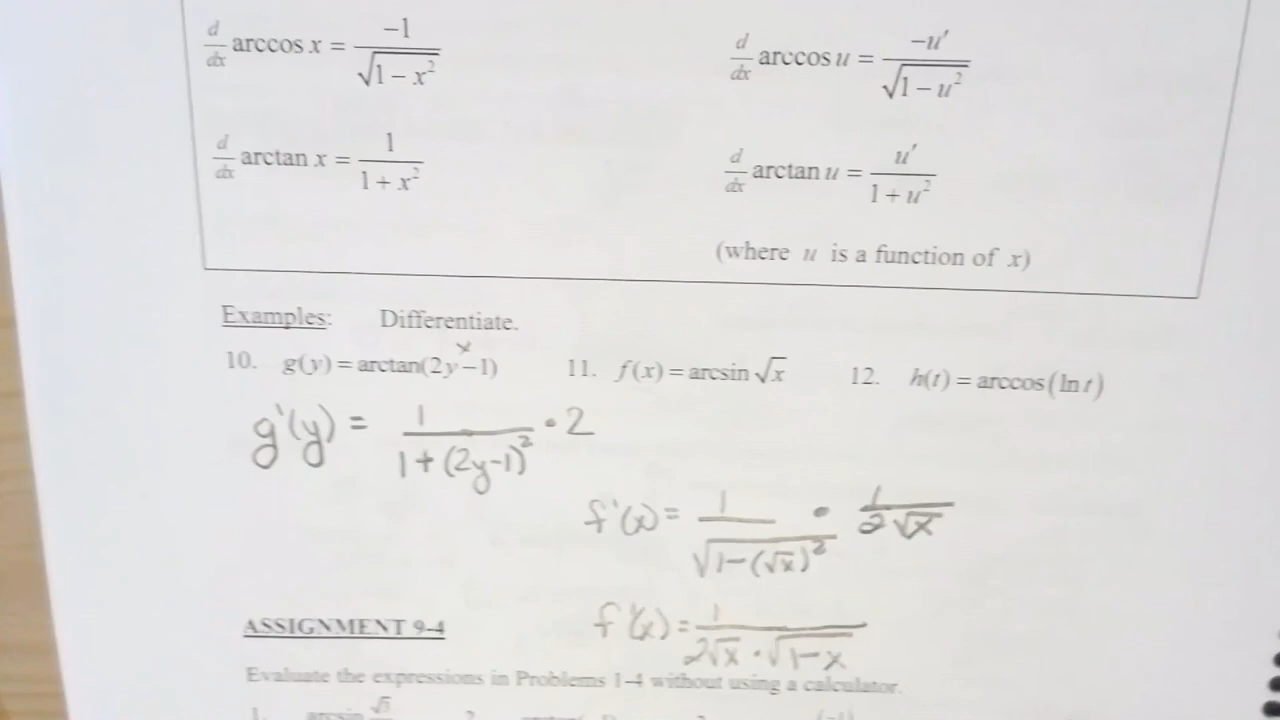 d/dx arccos x = -1/√(1 - x²)    d/dx arccos u = -u'/√(1 - u²)
d/dx arctan x = 1/(1 + x²)    d/dx arctan u = u'/(1 + u²)
(where u is a function of x)
Examples: Differentiate.
x
10. g(y) = arctan(2y - 1)    11. f(x) = arcsin √x    12. h(t) = arccos(ln t)
g'(y) = 1/(1 + (2y-1)²) • 2
f'(x) = 1/√(1-(√x)²) • 1/(2√x)
f'(x) = 1/(2√x • √(1-x))
ASSIGNMENT 9-4
Evaluate the expressions in Problems 1-4 without using a calculator.
1. arcsin √3